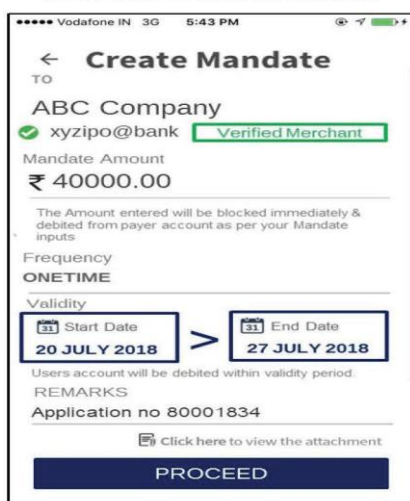 Vodafone IN 3G 5:43 PM
Create Mandate
TO
ABC Company
xyzipo@bank Verified Merchant
Mandate Amount
₹ 40000.00
The Amount entered will be blocked immediately &
debited from payer account as per your Mandate
inputs
Frequency
ONETIME
Validity
31 Start Date 31 End Date
20 JULY 2018 > 27 JULY 2018
Users account will be debited within validity period.
REMARKS
Application no 80001834
Click here to view the attachment
PROCEED